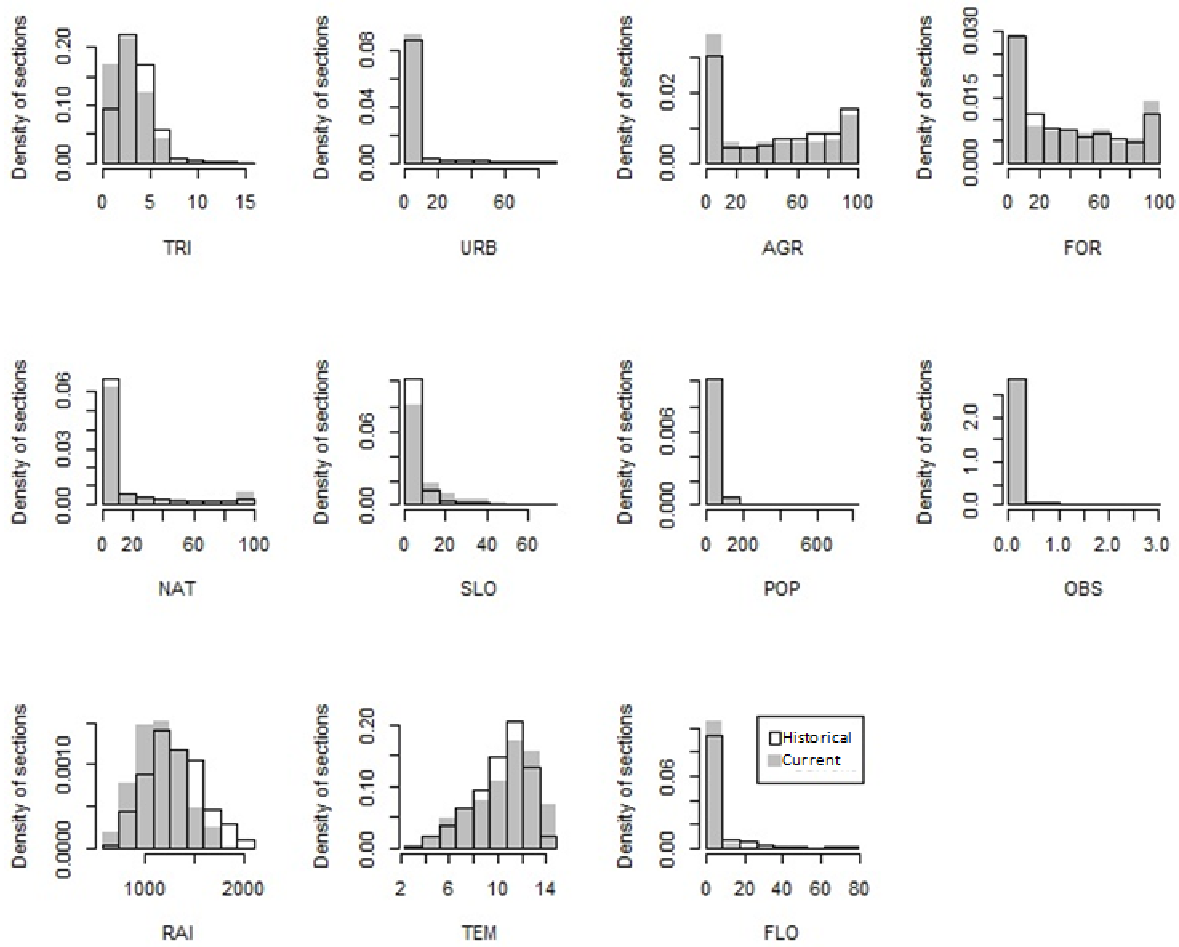 Density of sections
0.00 0.10 0.20
0 5 10 15
TRI
Density of sections
0.00 0.04 0.08
0 20 60
URB
Density of sections
0.00 0.02
0 20 60 100
AGR
Density of sections
0.000 0.015 0.030
20 60 100
FOR
Density of sections
0.00 0.03 0.06
0 20 60 100
NAT
Density of sections
0.00 0.06
0 20 40 60
SLO
Density of sections
0.000 0.006
0 200 600
POP
Density of sections
0.0 1.0 2.0
0.0 1.0 2.0 3.0
OBS
Density of sections
0.0000 0.0010
1000 2000
RAI
Density of sections
0.00 0.10 0.20
2 6 10 14
TEM
Density of sections
0.00 0.06
0 20 40 60 80
FLO
Historical
Current